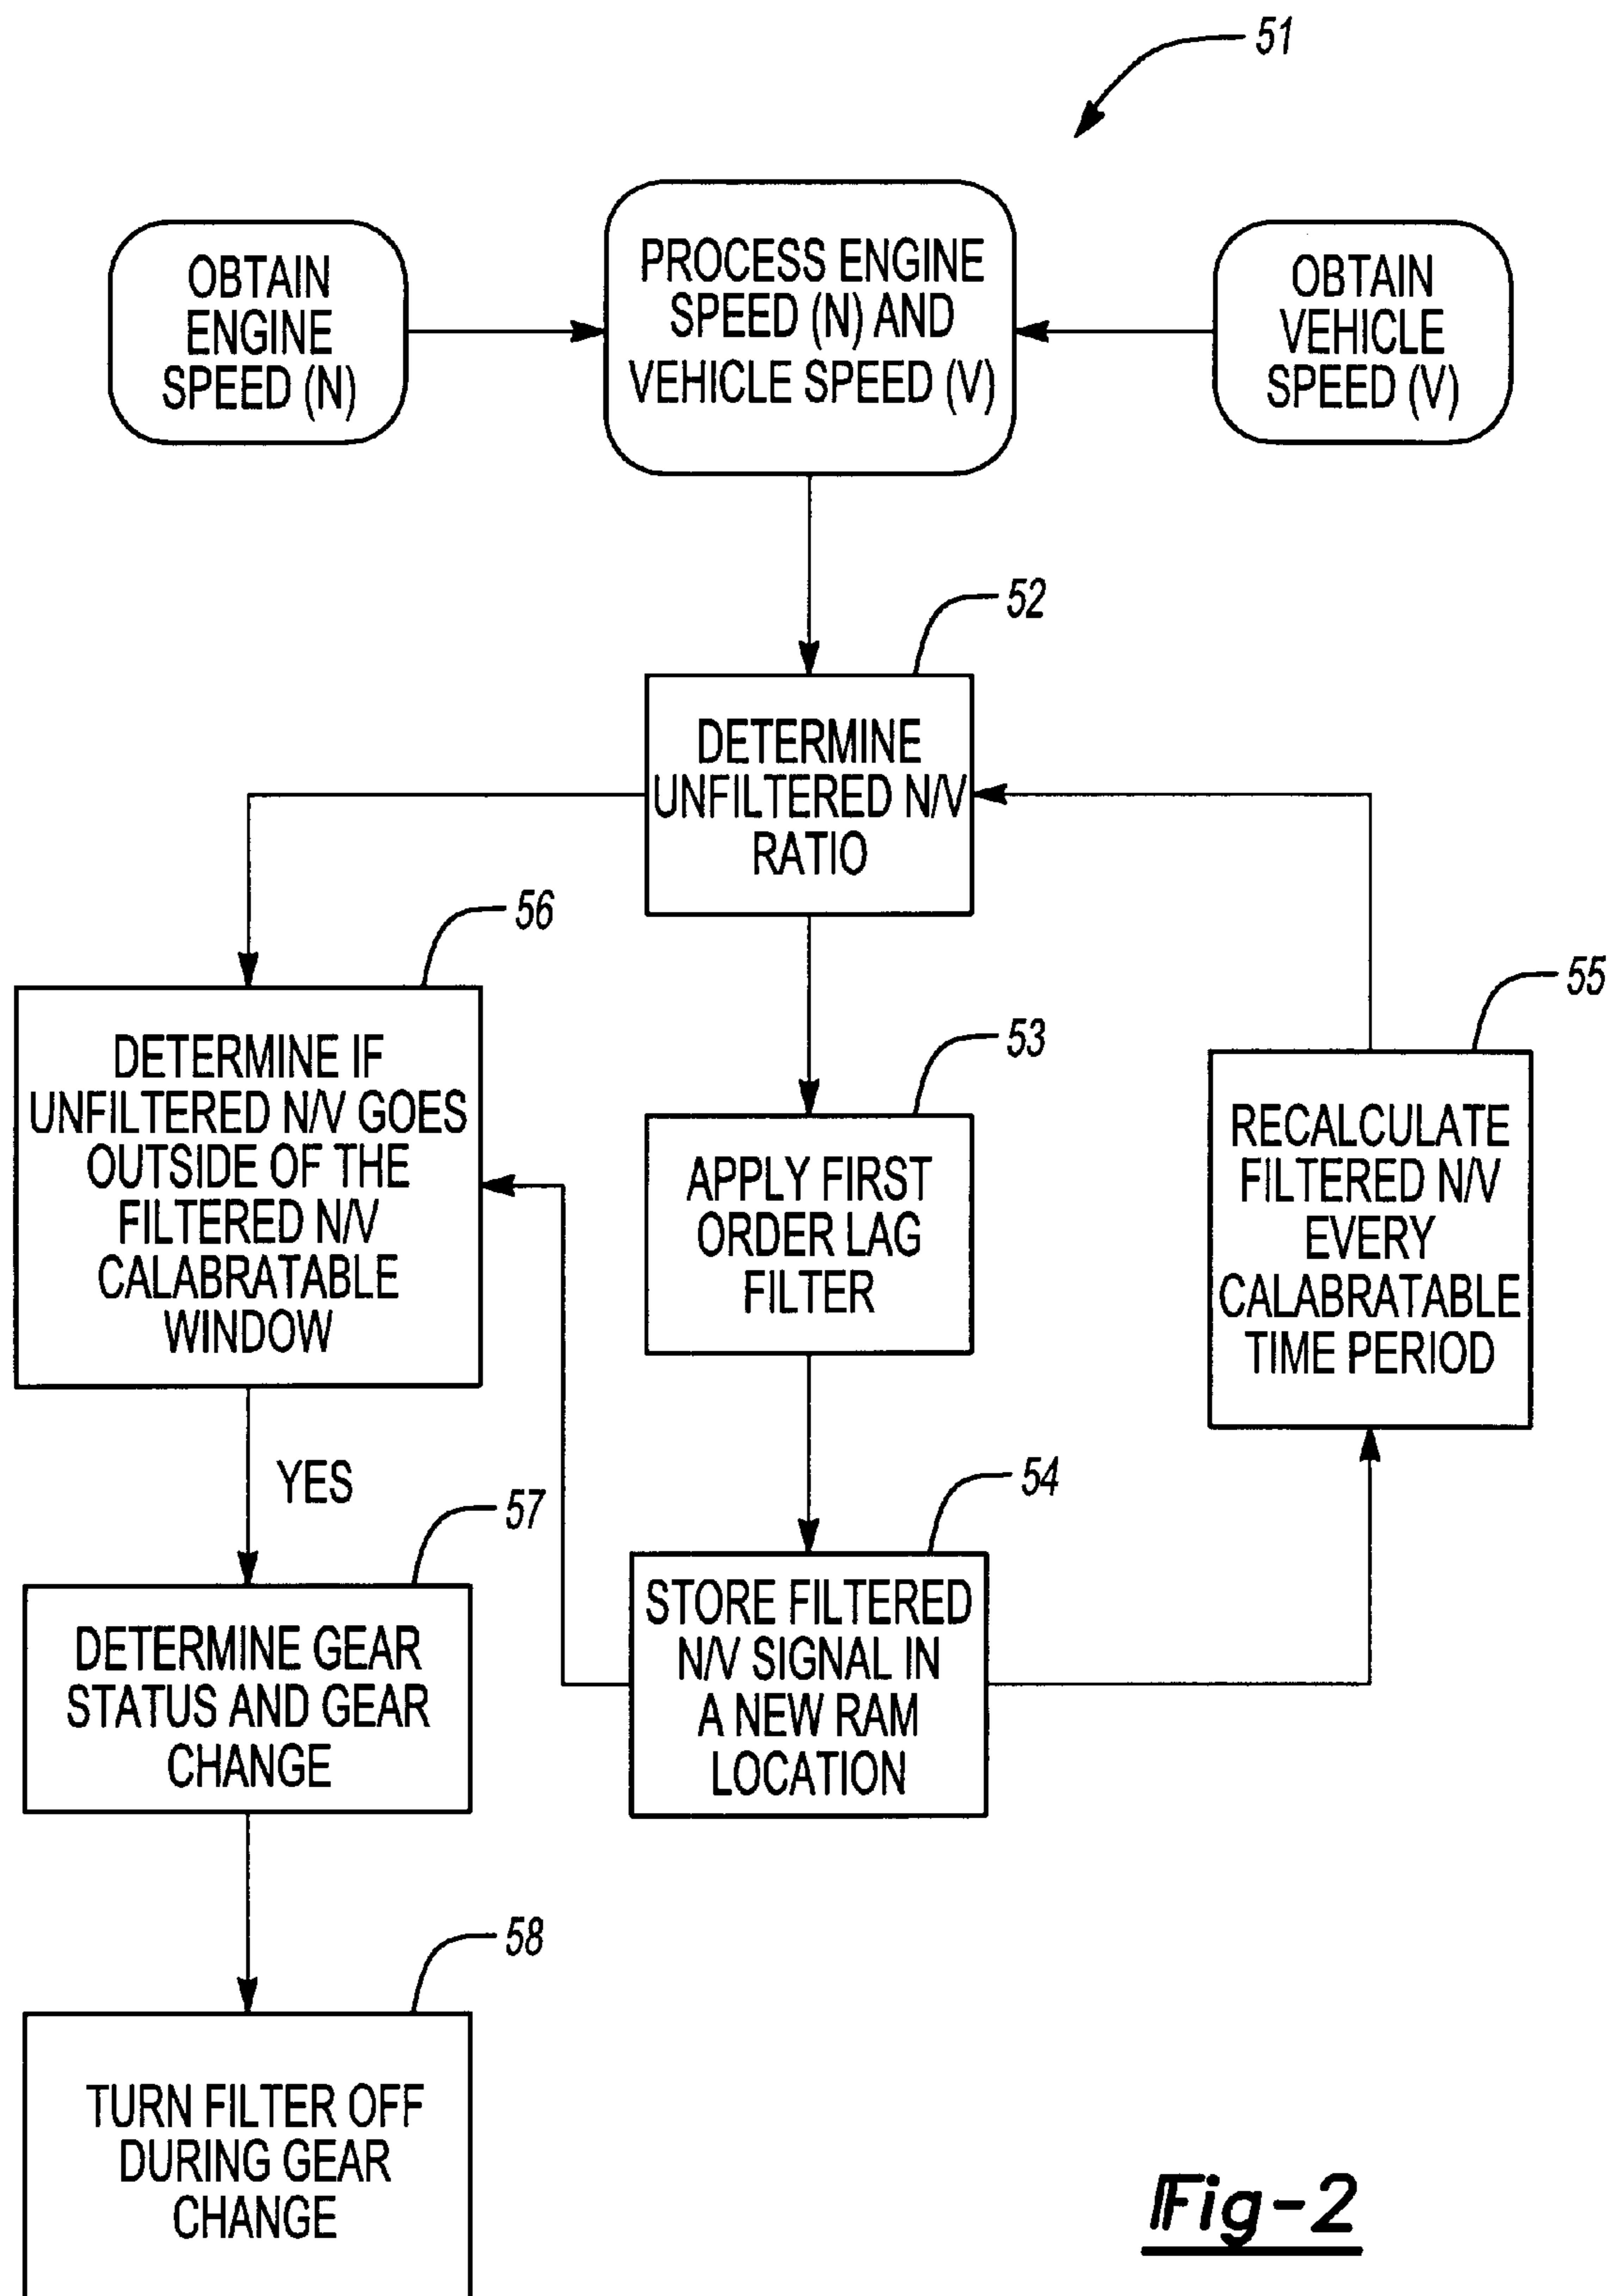 51
OBTAIN
ENGINE
SPEED (N)
PROCESS ENGINE
SPEED (N) AND
VEHICLE SPEED (V)
OBTAIN
VEHICLE
SPEED (V)
52
DETERMINE
UNFILTERED N/V
RATIO
56
DETERMINE IF
UNFILTERED N/V GOES
OUTSIDE OF THE
FILTERED N/V
CALABRATABLE
WINDOW
53
APPLY FIRST
ORDER LAG
FILTER
55
RECALCULATE
FILTERED N/V
EVERY
CALABRATABLE
TIME PERIOD
YES
57
DETERMINE GEAR
STATUS AND GEAR
CHANGE
54
STORE FILTERED
N/V SIGNAL IN
A NEW RAM
LOCATION
58
TURN FILTER OFF
DURING GEAR
CHANGE
Fig-2